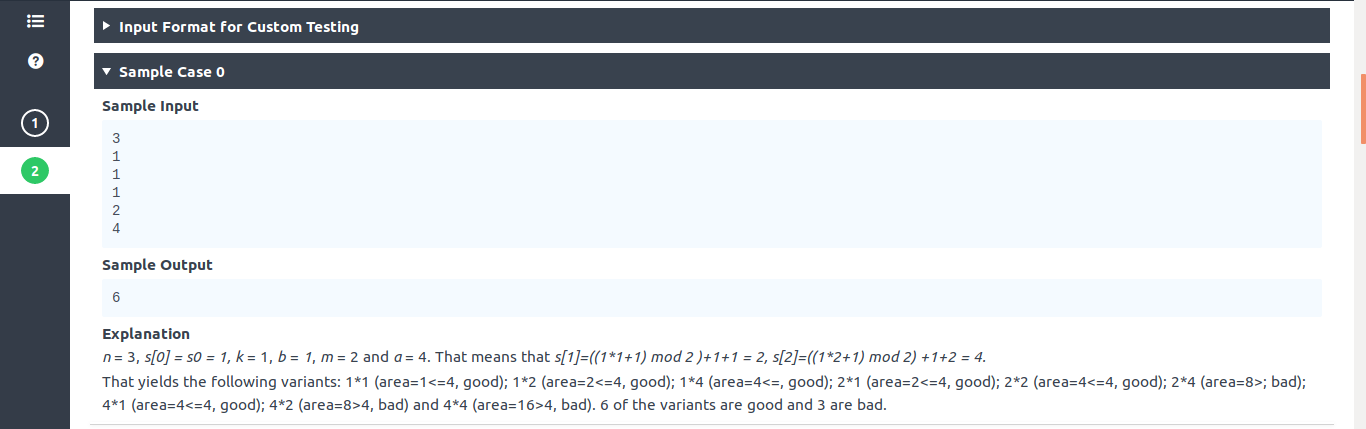 Input Format for Custom Testing
Sample Case 0
Sample Input
3
1
1
1
2
4
Sample Output
6
Explanation
n = 3, s[0] = s0 = 1, k = 1, b = 1, m = 2 and a = 4. That means that s[1]=((1*1+1) mod 2 )+1+1 = 2, s[2]=((1*2+1) mod 2) +1+2 = 4.
That yields the following variants: 1*1 (area=1<=4, good); 1*2 (area=2<=4, good); 1*4 (area=4<=, good); 2*1 (area=2<=4, good); 2*2 (area=4<=4, good); 2*4 (area=8>; bad);
4*1 (area=4<=4, good); 4*2 (area=8>4, bad) and 4*4 (area=16>4, bad). 6 of the variants are good and 3 are bad.
?
1
2